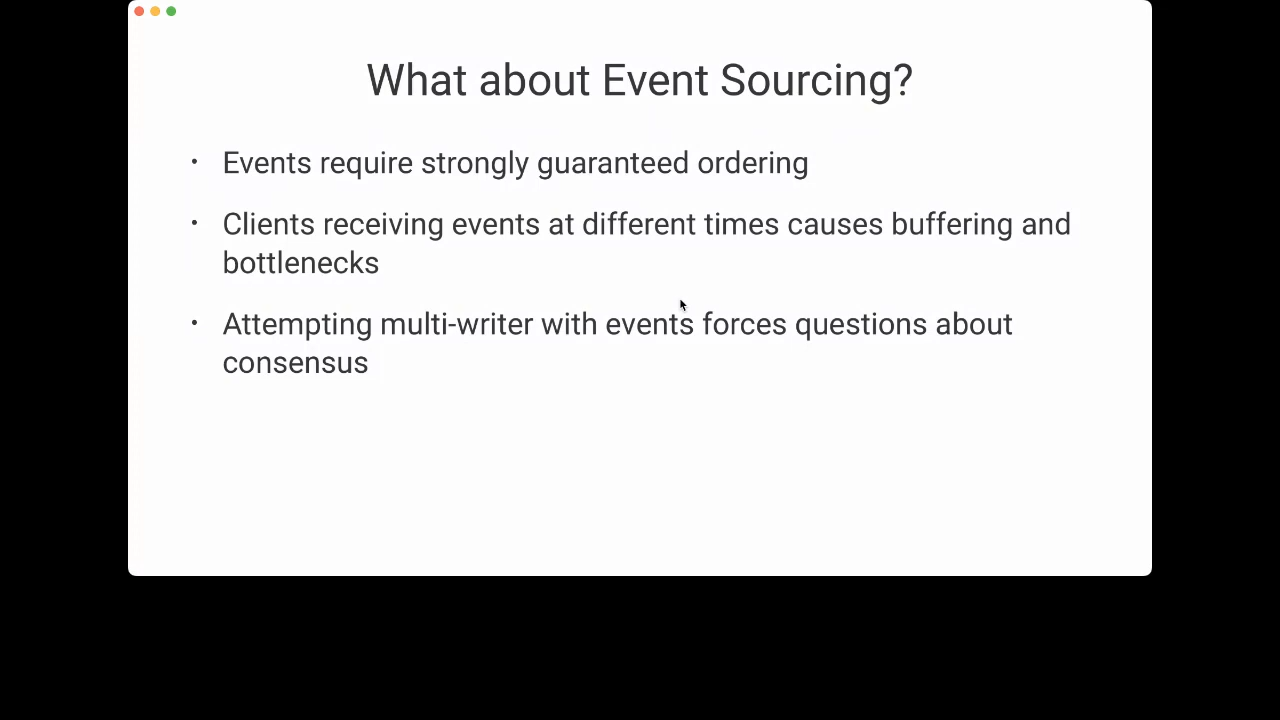 What about Event Sourcing?
• Events require strongly guaranteed ordering
• Clients receiving events at different times causes buffering and
bottlenecks
• Attempting multi-writer with events forces questions about
consensus